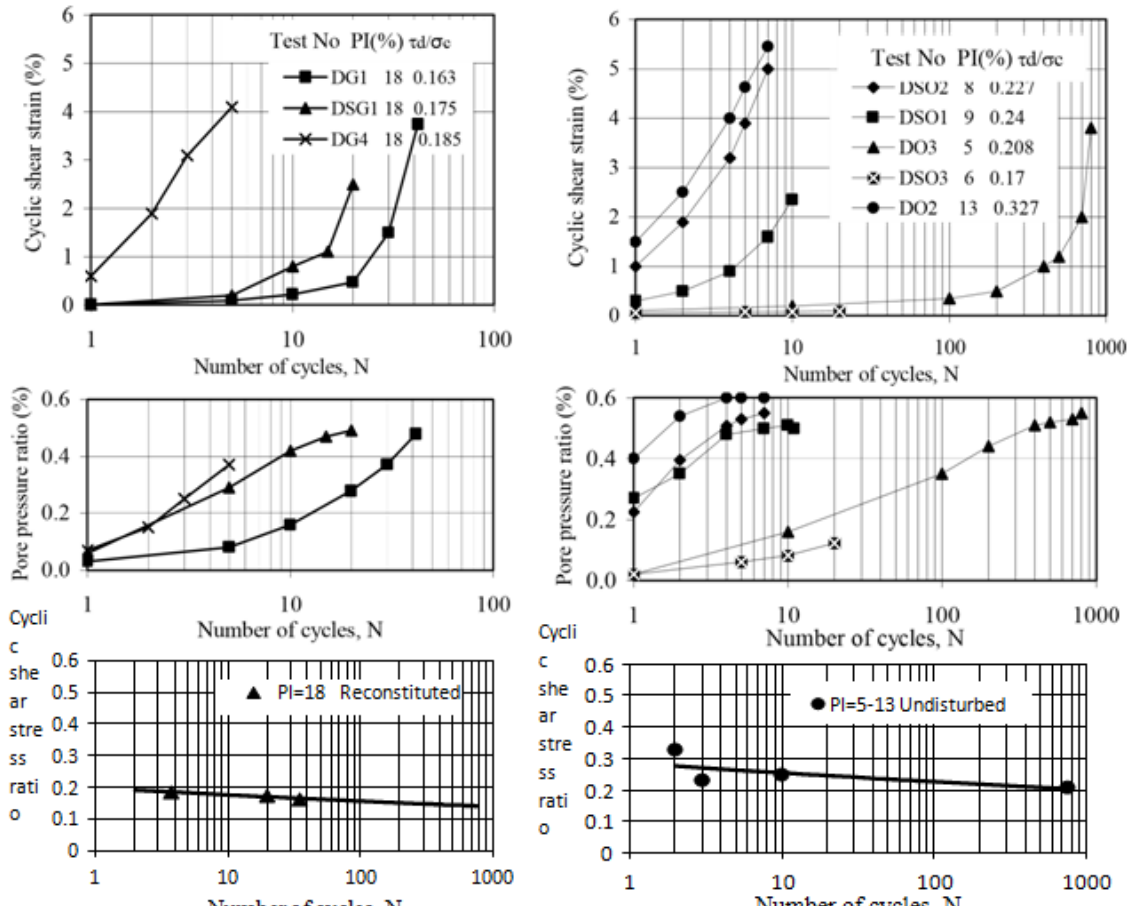 6
5
4
3
2
1
0
Cyclic shear strain (%)
Test No PI(%) τd/σc
DG1 18 0.163
DSG1 18 0.175
DG4 18 0.185
1 10 100
Number of cycles, N
6
5
4
3
2
1
0
Cyclic shear strain (%)
Test No PI(%) τd/σc
DSO2 8 0.227
DSO1 9 0.24
DO3 5 0.208
DSO3 6 0.17
DO2 13 0.327
1 10 100 1000
Number of cycles, N
0.6
0.4
0.2
0.0
Pore pressure ratio (%)
1 10 100
Number of cycles, N
0.6
0.4
0.2
0.0
Pore pressure ratio (%)
1 10 100 1000
Number of cycles, N
Cycli
c
she
ar
stre
ss
rati
o
0.6
0.5
0.4
0.3
0.2
0.1
0
PI=18 Reconstituted
1 10 100 1000
Number of cycles, N
Cycli
c
she
ar
stre
ss
rati
o
0.6
0.5
0.4
0.3
0.2
0.1
0
PI=5-13 Undisturbed
1 10 100 1000
Number of cycles, N